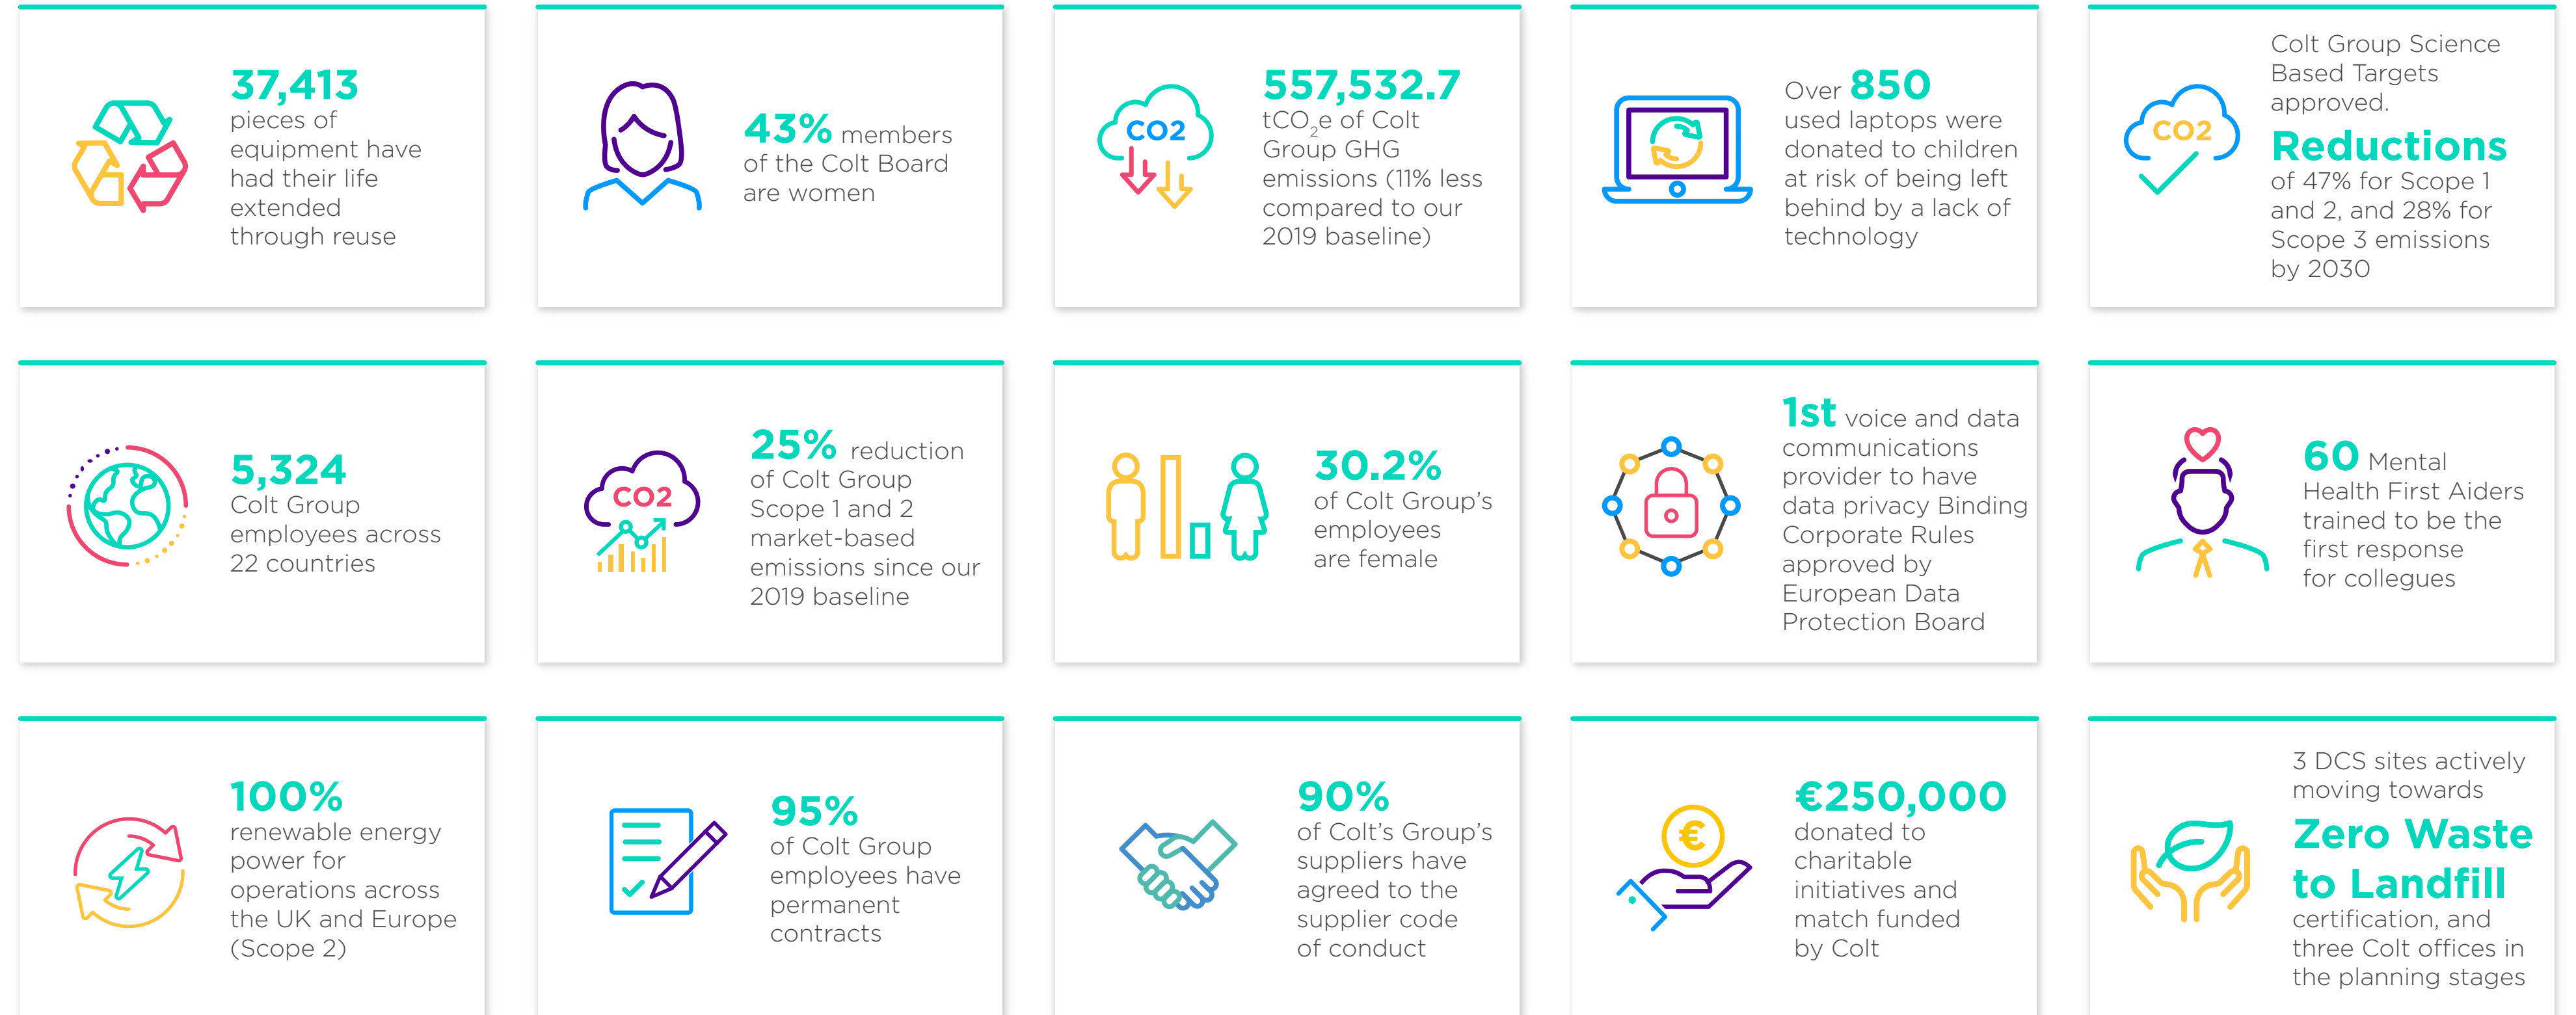 37,413
pieces of
equipment have
had their life
extended
through reuse
43% members
of the Colt Board
are women
CO2
557,532.7
tCO₂e of Colt
Group GHG
emissions (11% less
compared to our
2019 baseline)
Over 850
used laptops were
donated to children
at risk of being left
behind by a lack of
technology
CO2
Colt Group Science
Based Targets
approved.
Reductions
of 47% for Scope 1
and 2, and 28% for
Scope 3 emissions
by 2030
5,324
Colt Group
employees across
22 countries
CO2
25% reduction
of Colt Group
Scope 1 and 2
market-based
emissions since our
2019 baseline
30.2%
of Colt Group’s
employees
are female
1st voice and data
communications
provider to have
data privacy Binding
Corporate Rules
approved by
European Data
Protection Board
60 Mental
Health First Aiders
trained to be the
first response
for collegues
100%
renewable energy
power for
operations across
the UK and Europe
(Scope 2)
95%
of Colt Group
employees have
permanent
contracts
90%
of Colt’s Group’s
suppliers have
agreed to the
supplier code
of conduct
€
€250,000
donated to
charitable
initiatives and
match funded
by Colt
3 DCS sites actively
moving towards
Zero Waste
to Landfill
certification, and
three Colt offices in
the planning stages